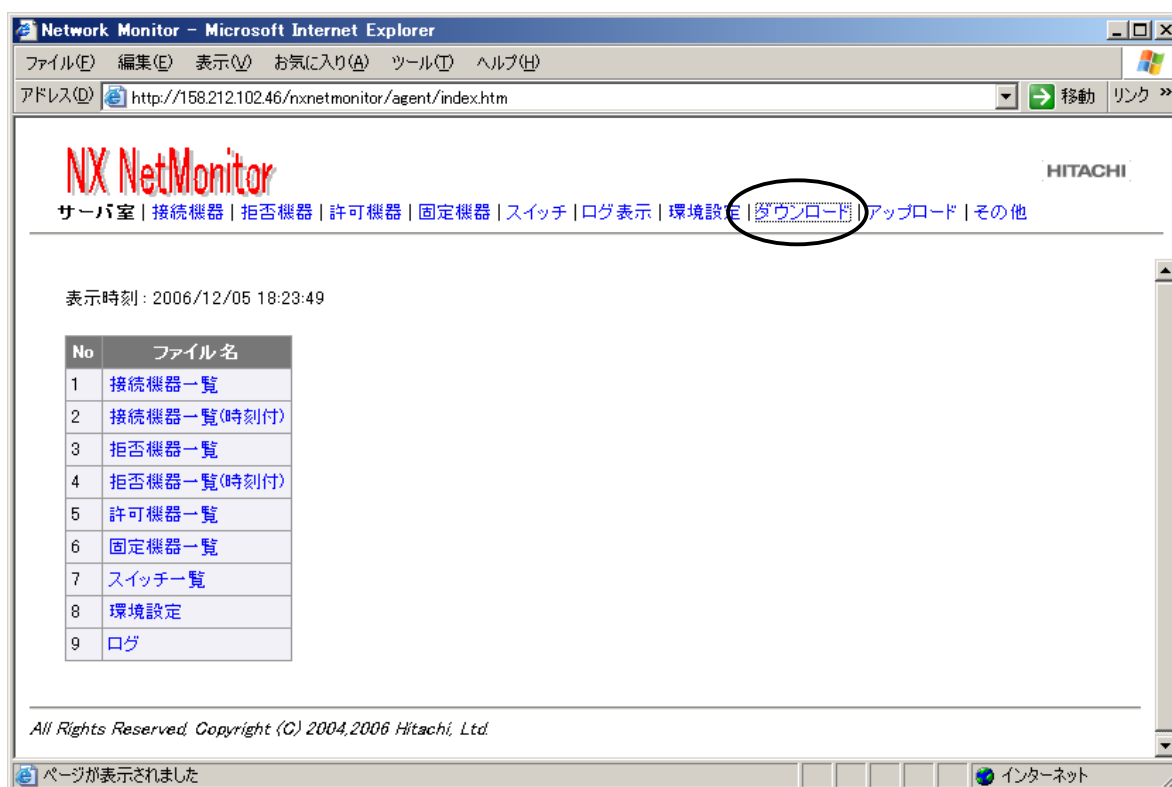 Network Monitor - Microsoft Internet Explorer
ファイル(F) 編集(E) 表示(V) お気に入り(A) ツール(T) ヘルプ(H)
アドレス(D) http://158.212.102.46/nxnetmonitor/agent/index.htm 移動 リンク »
NX NetMonitor
HITACHI
サーバ室 | 接続機器 | 拒否機器 | 許可機器 | 固定機器 | スイッチ | ログ表示 | 環境設定 | ダウンロード | アップロード | その他
表示時刻 : 2006/12/05 18:23:49
No ファイル名
1 接続機器一覧
2 接続機器一覧(時刻付)
3 拒否機器一覧
4 拒否機器一覧(時刻付)
5 許可機器一覧
6 固定機器一覧
7 スイッチ一覧
8 環境設定
9 ログ
All Rights Reserved, Copyright (C) 2004,2006 Hitachi, Ltd.
ページが表示されました インターネット